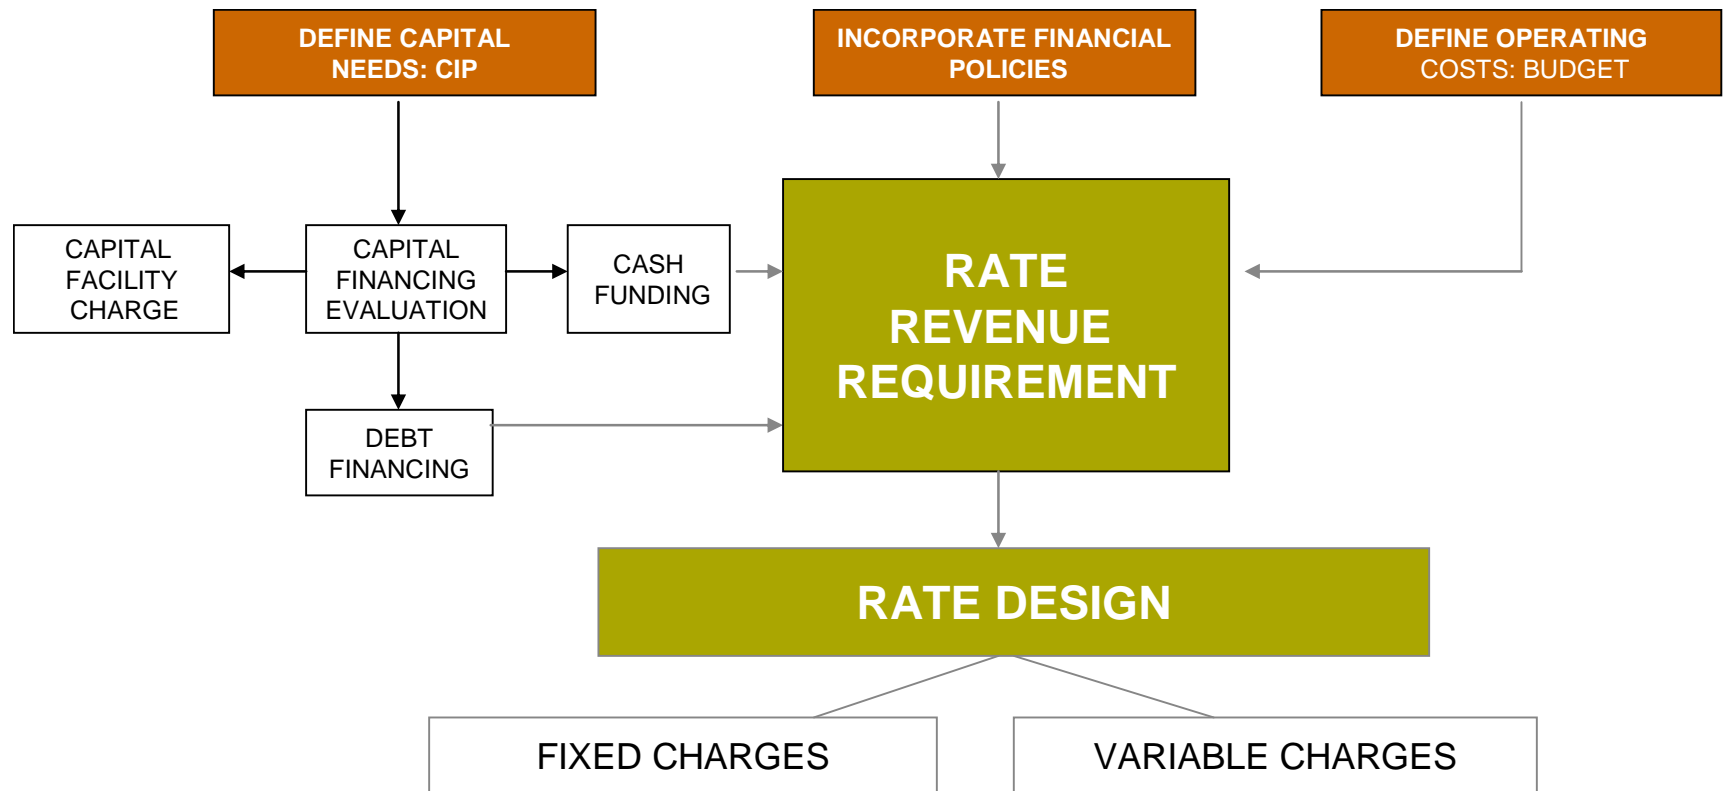 DEFINE CAPITAL
NEEDS: CIP
INCORPORATE FINANCIAL
POLICIES
DEFINE OPERATING
COSTS: BUDGET
CAPITAL
FACILITY
CHARGE
CAPITAL
FINANCING
EVALUATION
CASH
FUNDING
RATE
REVENUE
REQUIREMENT
DEBT
FINANCING
RATE DESIGN
FIXED CHARGES
VARIABLE CHARGES